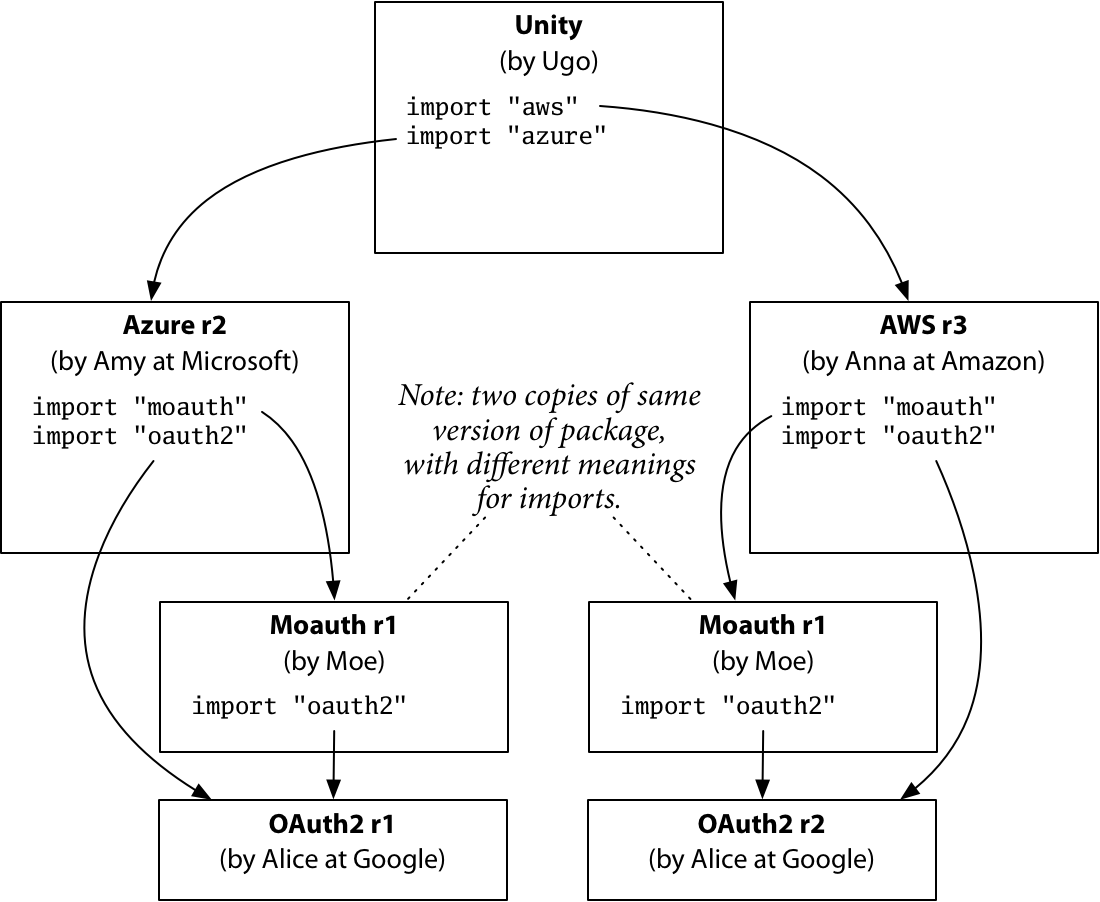 Unity
(by Ugo)
import "aws"
import "azure"
Azure r2
(by Amy at Microsoft)
import "moauth"
import "oauth2"
AWS r3
(by Anna at Amazon)
import "moauth"
import "oauth2"
Note: two copies of same
version of package,
with different meanings
for imports.
Moauth r1
(by Moe)
import "oauth2"
Moauth r1
(by Moe)
import "oauth2"
OAuth2 r1
(by Alice at Google)
OAuth2 r2
(by Alice at Google)